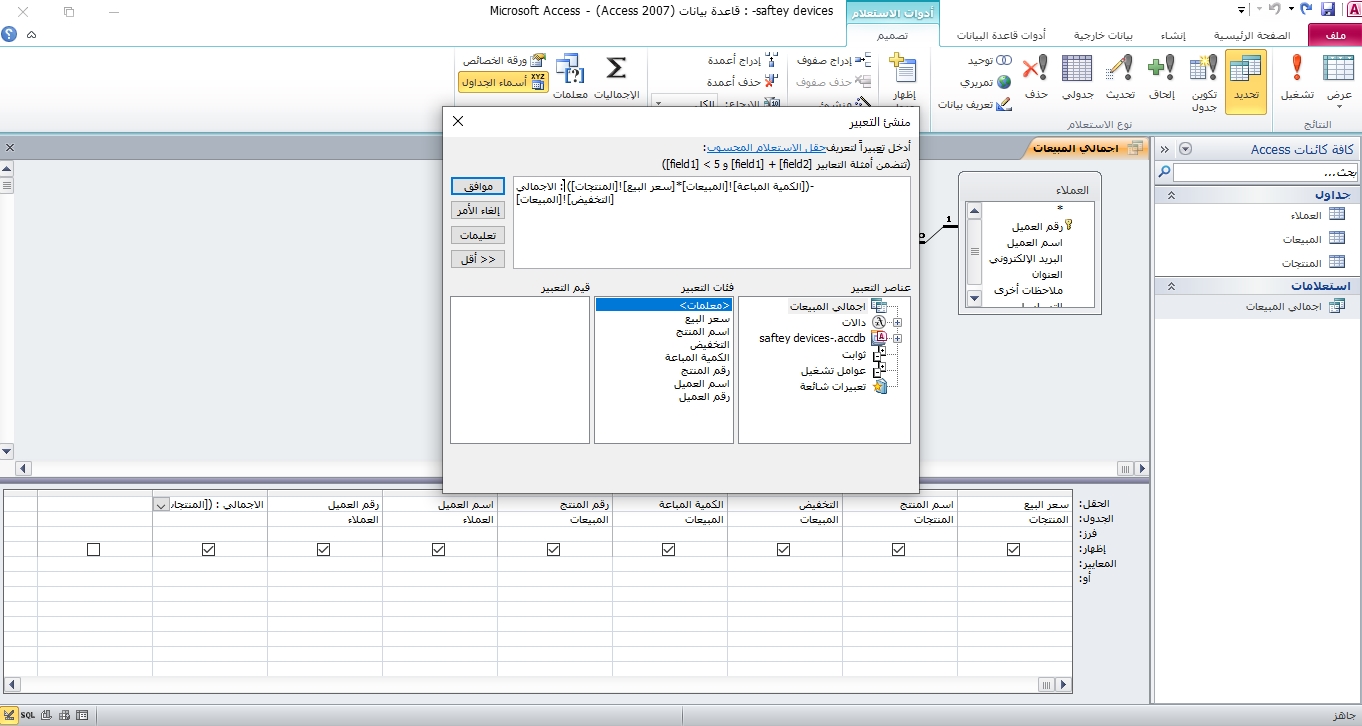 saftey devices- : قاعدة بيانات (Access 2007) - Microsoft Access
أدوات الاستعلام
ملف
الصفحة الرئيسية
إنشاء
بيانات خارجية
أدوات قاعدة البيانات
تصميم
عرض
تشغيل
النتائج
تحديد
تكوين جدول
إلحاق
تحديث
جدولي
حذف
توحيد
تمريري
تعريف بيانات
نوع الاستعلام
إظهار
إدراج صفوف
حذف صفوف
منشئ
إدراج أعمدة
حذف أعمدة
الإرجاع:
الكل
الإجماليات
معلمات
ورقة الخصائص
أسماء الجداول
كافة كائنات Access
بحث...
جداول
العملاء
المبيعات
المنتجات
استعلامات
اجمالي المبيعات
اجمالي المبيعات
العملاء
*
رقم العميل
اسم العميل
البريد الإلكتروني
العنوان
ملاحظات أخرى
1
منشئ التعبير
أدخل تعبيراً لتعريف حقل الاستعلام المحسوب:
(تتضمن أمثلة التعابير [field1] + [field2] و [field1] < 5)
الاجمالي : ([المنتجات]![سعر البيع]*[المبيعات]![الكمية المباعة])-
[المبيعات]![التخفيض]
موافق
إلغاء الأمر
تعليمات
<< أقل
عناصر التعبير
اجمالي المبيعات
دالات
saftey devices-.accdb
ثوابت
عوامل تشغيل
تعبيرات شائعة
فئات التعبير
<معلمات>
سعر البيع
اسم المنتج
التخفيض
الكمية المباعة
رقم المنتج
اسم العميل
رقم العميل
قيم التعبير
الحقل: سعر البيع اسم المنتج التخفيض الكمية المباعة رقم المنتج اسم العميل رقم العميل الاجمالي : ([المنتجات
الجدول: المنتجات المنتجات المبيعات المبيعات المبيعات العملاء العملاء
فرز:
إظهار:
المعايير:
أو:
جاهز
SQL